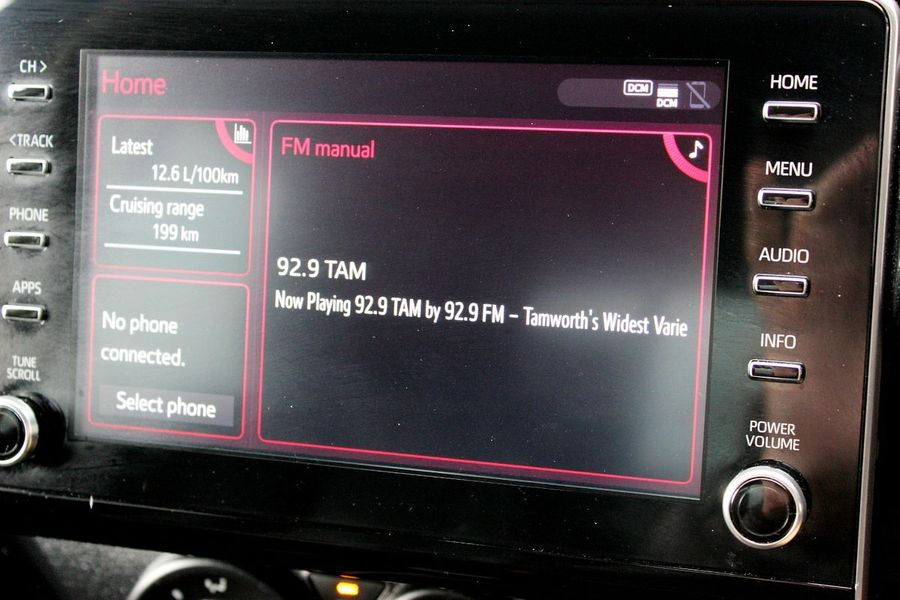 CH >
< TRACK
PHONE
APPS
TUNE
SCROLL
Home
DCM
DCM
Latest
12.6 L/100km
Cruising range
199 km
No phone
connected.
Select phone
FM manual
92.9 TAM
Now Playing 92.9 TAM by 92.9 FM – Tamworth's Widest Varie
HOME
MENU
AUDIO
INFO
POWER
VOLUME